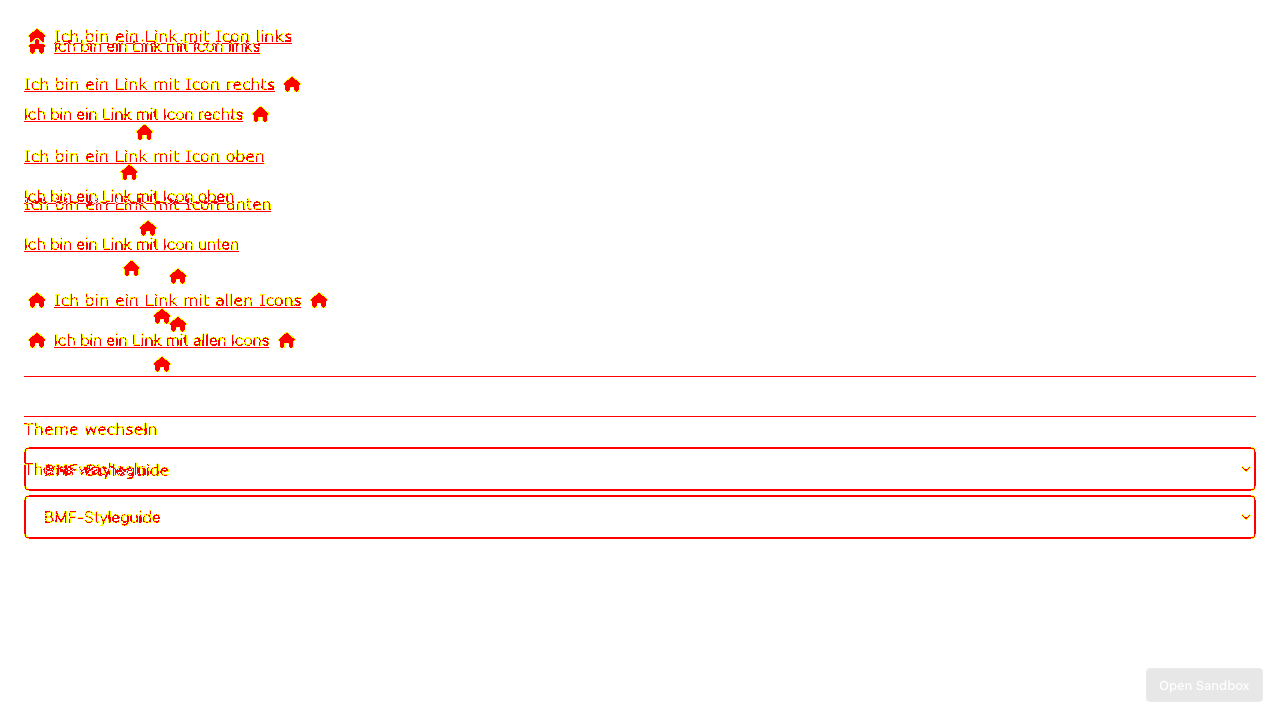 Ich bin ein Link mit Icon links
Ich bin ein Link mit Icon links
Ich bin ein Link mit Icon rechts
Ich bin ein Link mit Icon rechts
Ich bin ein Link mit Icon oben
Ich bin ein Link mit Icon oben
Ich bin ein Link mit Icon unten
Ich bin ein Link mit Icon unten
Ich bin ein Link mit allen Icons
Ich bin ein Link mit allen Icons
Theme wechseln
Theme wechseln
BMF-Styleguide
BMF-Styleguide
Open Sandbox